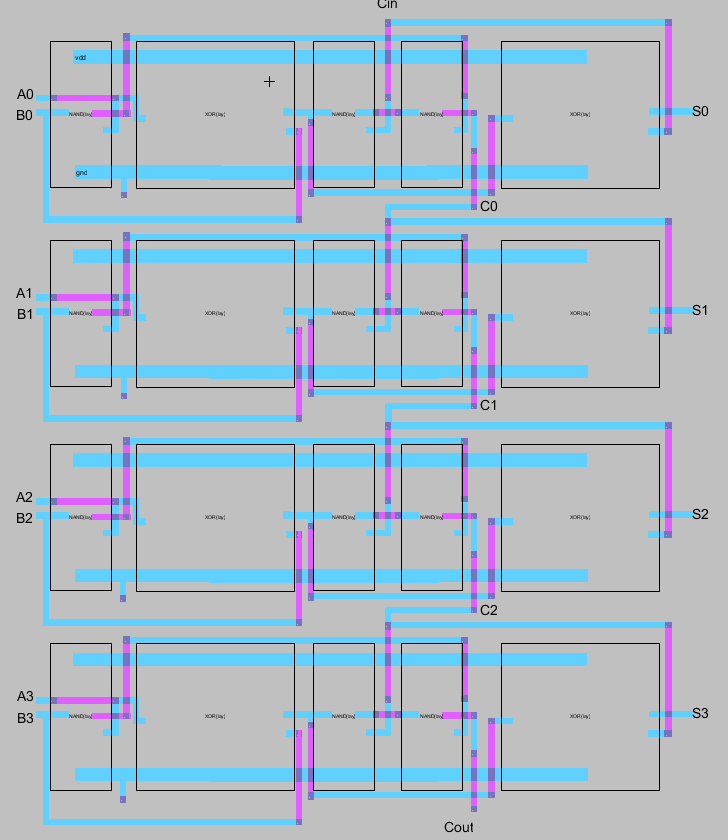 Cin
vdd
A0
B0
NAND{lay}
XOR{lay}
NAND{lay}
NAND{lay}
XOR{lay}
S0
gnd
C0
A1
B1
NAND{lay}
XOR{lay}
NAND{lay}
NAND{lay}
XOR{lay}
S1
C1
A2
B2
NAND{lay}
XOR{lay}
NAND{lay}
NAND{lay}
XOR{lay}
S2
C2
A3
B3
NAND{lay}
XOR{lay}
NAND{lay}
NAND{lay}
XOR{lay}
S3
Cout